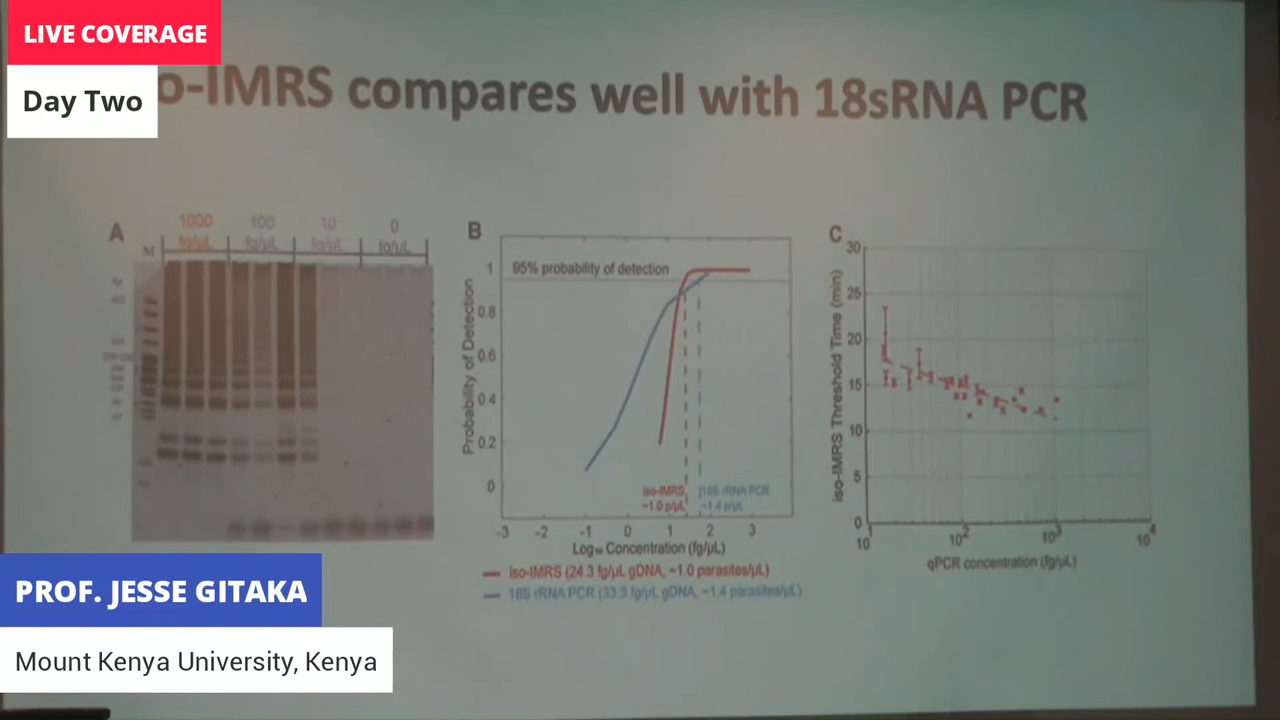 LIVE COVERAGE
Day Two
o-IMRS compares well with 18sRNA PCR
A
1000
100
10
0
fg/µL
fg/µL
fg/µL
fg/µL
M
B
95% probability of detection
Probability of Detection
1
0.8
0.6
0.4
0.2
0
iso-IMRS
~1.0 p/µL
18S rRNA PCR
~1.4 p/µL
-3 -2 -1 0 1 2 3
Log₁₀ Concentration (fg/µL)
iso-IMRS (24.3 fg/µL gDNA, ~1.0 parasites/µL)
18S rRNA PCR (33.3 fg/µL gDNA, ~1.4 parasites/µL)
C
iso-IMRS Threshold Time (min)
30
25
20
15
10
5
0
10 10² 10³ 10⁴
qPCR concentration (fg/µL)
PROF. JESSE GITAKA
Mount Kenya University, Kenya